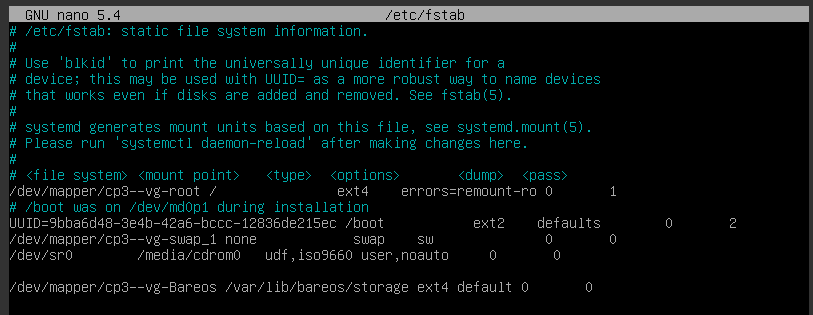 GNU nano 5.4 /etc/fstab
# /etc/fstab: static file system information.
#
# Use 'blkid' to print the universally unique identifier for a
# device; this may be used with UUID= as a more robust way to name devices
# that works even if disks are added and removed. See fstab(5).
#
# systemd generates mount units based on this file, see systemd.mount(5).
# Please run 'systemctl daemon-reload' after making changes here.
#
# <file system> <mount point>   <type>  <options>       <dump>  <pass>
/dev/mapper/cp3--vg-root /               ext4    errors=remount-ro 0       1
# /boot was on /dev/md0p1 during installation
UUID=9bba6d48-3e4b-42a6-bccc-12836de215ec /boot           ext2    defaults        0       2
/dev/mapper/cp3--vg-swap_1 none            swap    sw              0       0
/dev/sr0        /media/cdrom0   udf,iso9660 user,noauto     0       0
/dev/mapper/cp3--vg-Bareos /var/lib/bareos/storage ext4 default 0       0